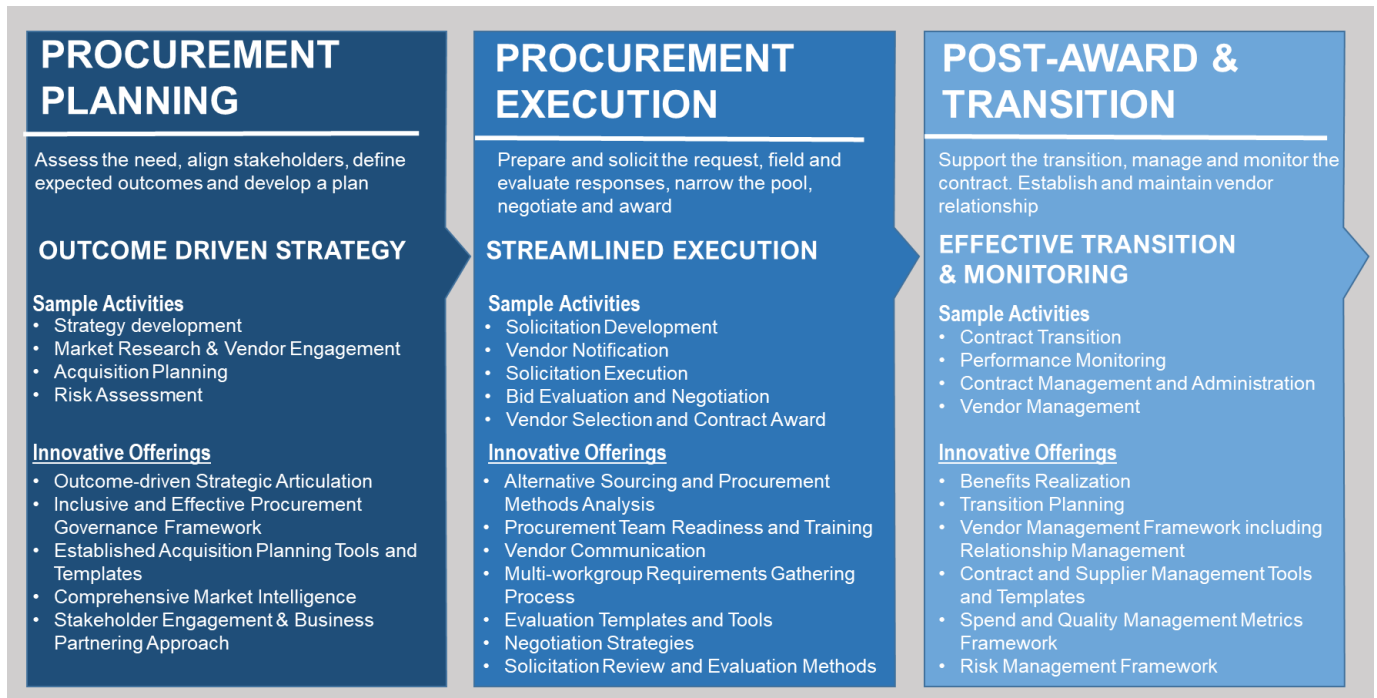 PROCUREMENT
PLANNING
Assess the need, align stakeholders, define
expected outcomes and develop a plan
OUTCOME DRIVEN STRATEGY
Sample Activities
• Strategy development
• Market Research & Vendor Engagement
• Acquisition Planning
• Risk Assessment
Innovative Offerings
• Outcome-driven Strategic Articulation
• Inclusive and Effective Procurement
Governance Framework
• Established Acquisition Planning Tools and
Templates
• Comprehensive Market Intelligence
• Stakeholder Engagement & Business
Partnering Approach
PROCUREMENT
EXECUTION
Prepare and solicit the request, field and
evaluate responses, narrow the pool,
negotiate and award
STREAMLINED EXECUTION
Sample Activities
• Solicitation Development
• Vendor Notification
• Solicitation Execution
• Bid Evaluation and Negotiation
• Vendor Selection and Contract Award
Innovative Offerings
• Alternative Sourcing and Procurement
Methods Analysis
• Procurement Team Readiness and Training
• Vendor Communication
• Multi-workgroup Requirements Gathering
Process
• Evaluation Templates and Tools
• Negotiation Strategies
• Solicitation Review and Evaluation Methods
POST-AWARD &
TRANSITION
Support the transition, manage and monitor the
contract. Establish and maintain vendor
relationship
EFFECTIVE TRANSITION
& MONITORING
Sample Activities
• Contract Transition
• Performance Monitoring
• Contract Management and Administration
• Vendor Management
Innovative Offerings
• Benefits Realization
• Transition Planning
• Vendor Management Framework including
Relationship Management
• Contract and Supplier Management Tools
and Templates
• Spend and Quality Management Metrics
Framework
• Risk Management Framework